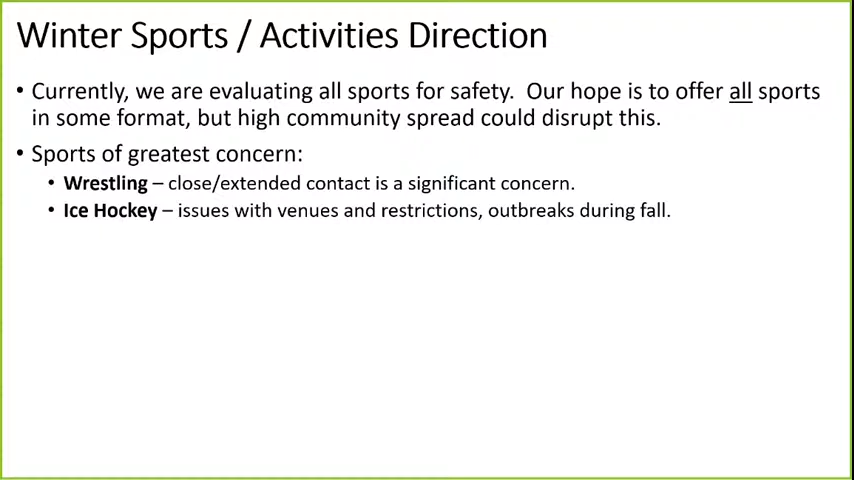 Winter Sports / Activities Direction
• Currently, we are evaluating all sports for safety.  Our hope is to offer all sports
in some format, but high community spread could disrupt this.
• Sports of greatest concern:
• Wrestling – close/extended contact is a significant concern.
• Ice Hockey – issues with venues and restrictions, outbreaks during fall.